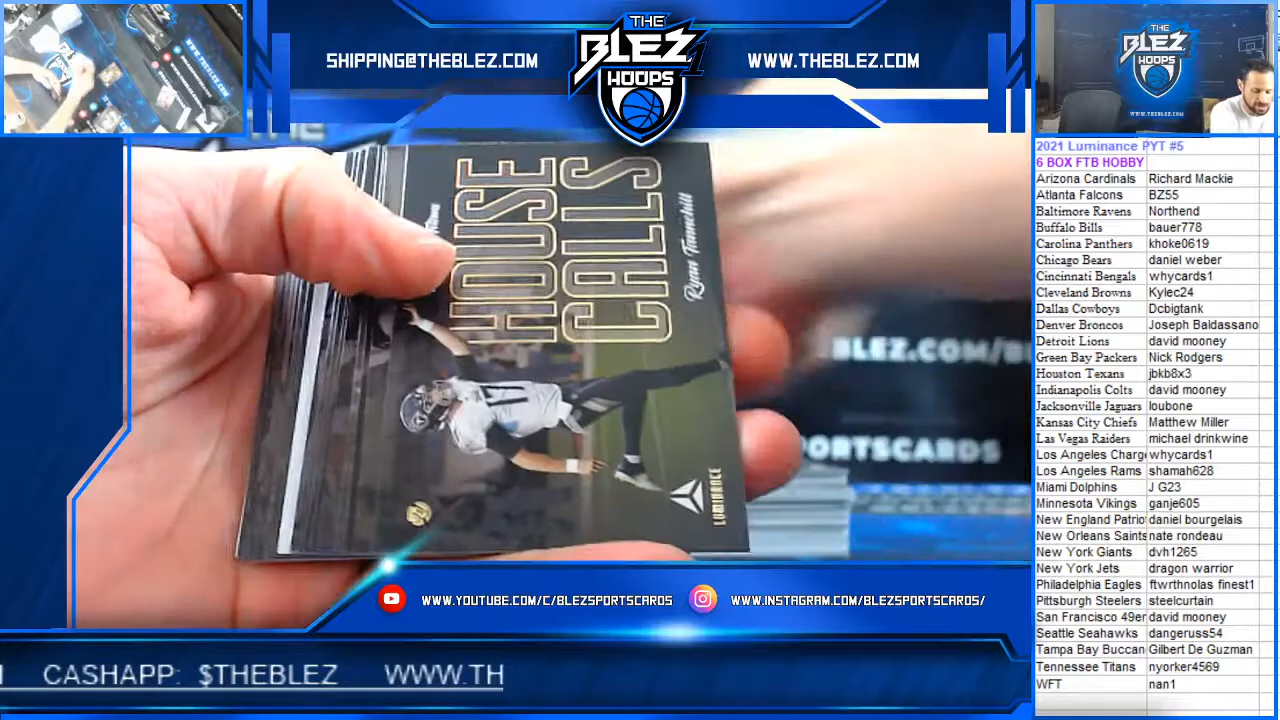 SHIPPING@THEBLEZ.COM
THE
BLEZ
HOOPS
WWW.THEBLEZ.COM
THE
BLEZ
HOOPS
WWW.THEBLEZ.COM
HOUSE
CALLS
Ryan Tannehill
LUMINANCE
BLEZ.COM/B
SPORTSCARDS
WWW.YOUTUBE.COM/C/BLEZSPORTSCARDS
WWW.INSTAGRAM.COM/BLEZSPORTSCARDS/
CASHAPP: $THEBLEZ WWW.TH
2021 Luminance PYT #5
6 BOX FTB HOBBY
Arizona Cardinals Richard Mackie
Atlanta Falcons BZ55
Baltimore Ravens Northend
Buffalo Bills bauer778
Carolina Panthers khoke0619
Chicago Bears daniel weber
Cincinnati Bengals whycards1
Cleveland Browns Kylec24
Dallas Cowboys Dcbigtank
Denver Broncos Joseph Baldassano
Detroit Lions david mooney
Green Bay Packers Nick Rodgers
Houston Texans jbkb8x3
Indianapolis Colts david mooney
Jacksonville Jaguars loubone
Kansas City Chiefs Matthew Miller
Las Vegas Raiders michael drinkwine
Los Angeles Charge whycards1
Los Angeles Rams shamah628
Miami Dolphins J G23
Minnesota Vikings ganje605
New England Patriot daniel bourgelais
New Orleans Saints nate rondeau
New York Giants dvh1265
New York Jets dragon warrior
Philadelphia Eagles ftwrthnolas finest1
Pittsburgh Steelers steelcurtain
San Francisco 49er david mooney
Seattle Seahawks dangeruss54
Tampa Bay Buccan Gilbert De Guzman
Tennessee Titans nyorker4569
WFT nan1